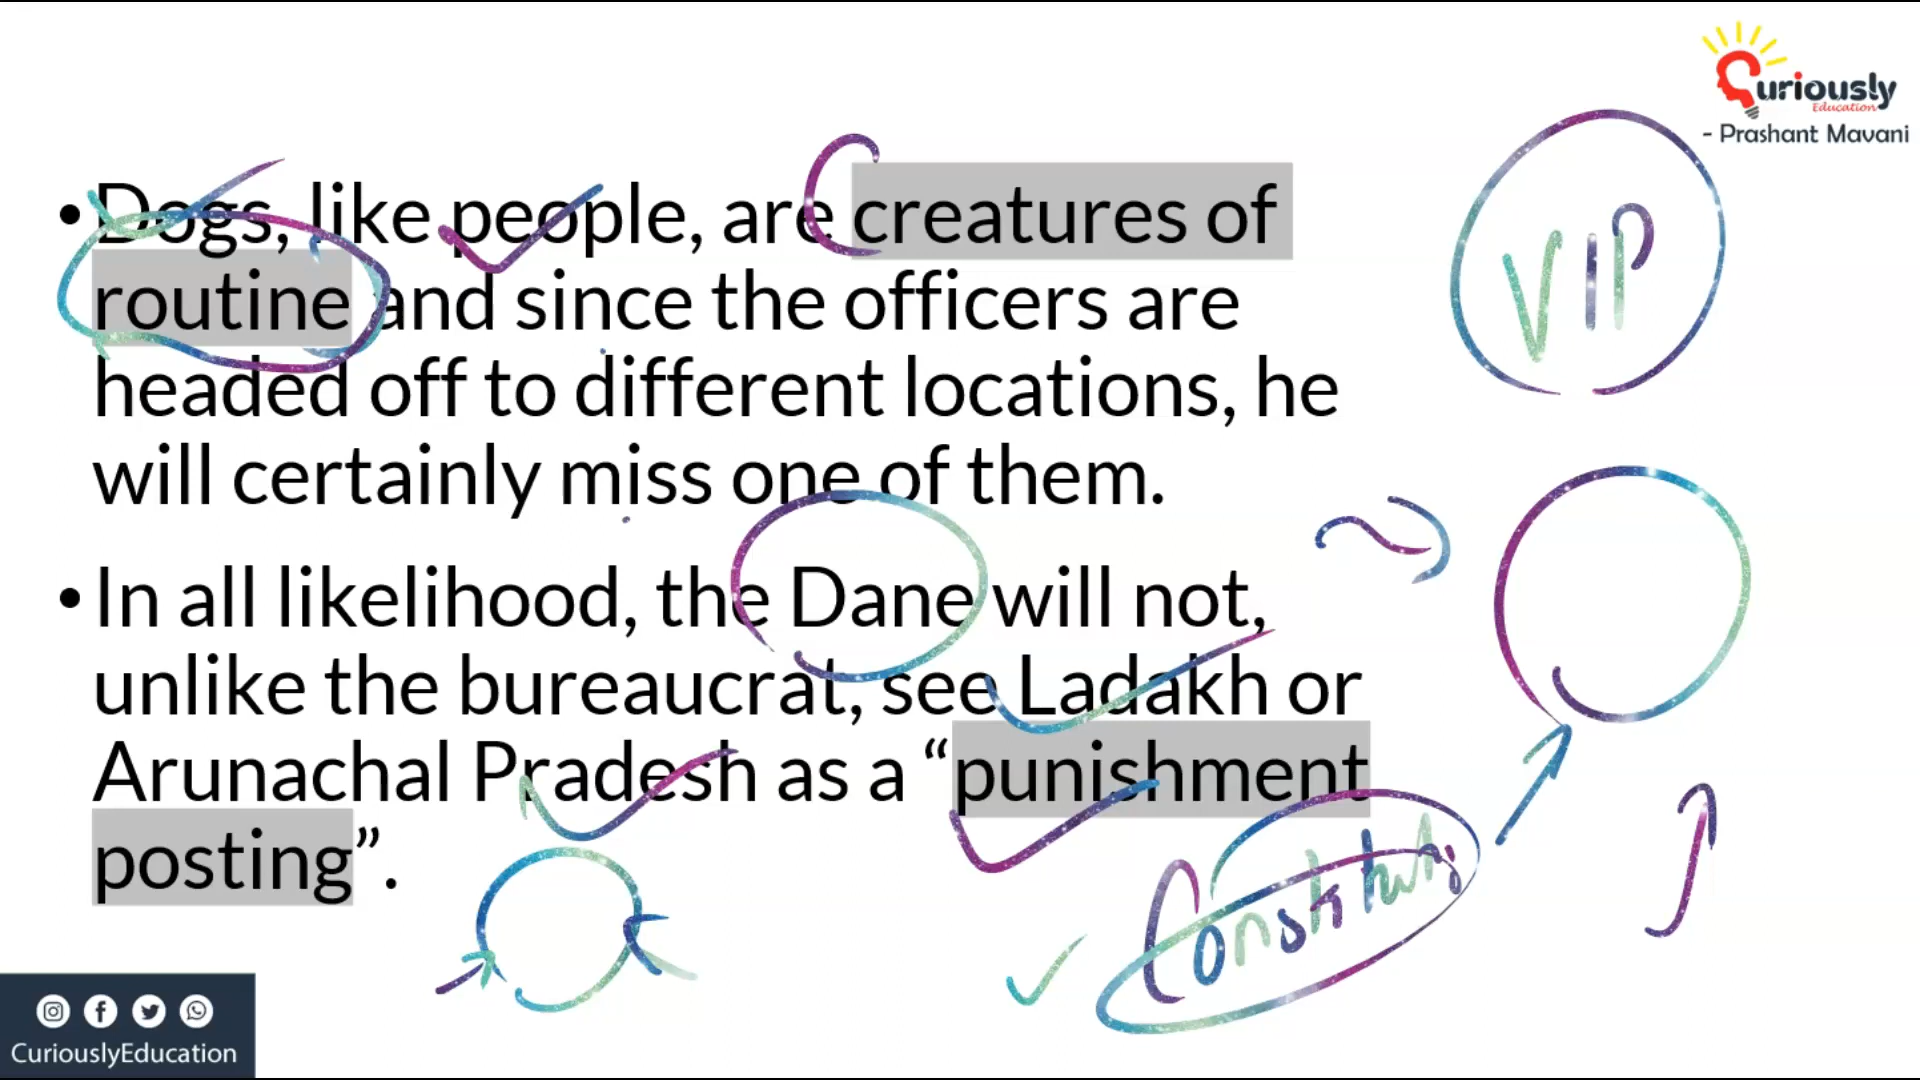 Curiously
Education
- Prashant Mavani
• Dogs, like people, are creatures of
routine and since the officers are
headed off to different locations, he
will certainly miss one of them.
VIP
• In all likelihood, the Dane will not,
unlike the bureaucrat, see Ladakh or
Arunachal Pradesh as a “punishment
posting”.
CuriouslyEducation